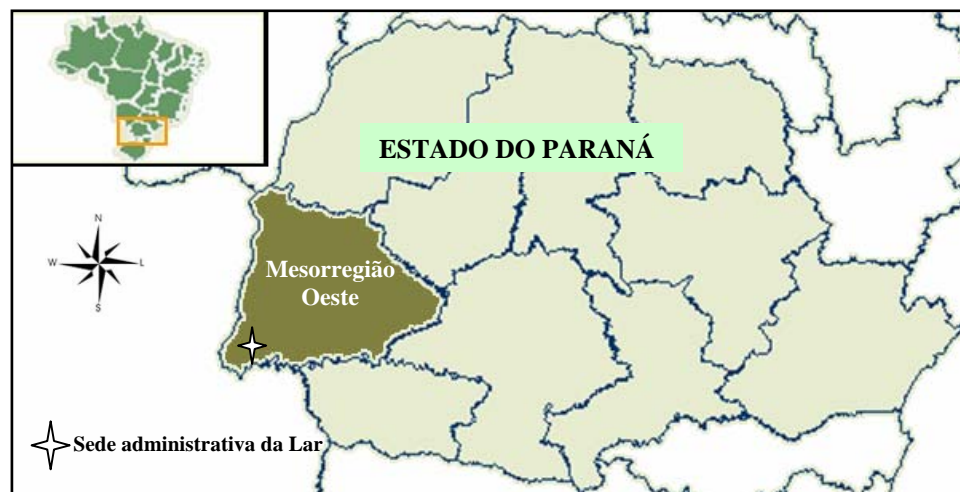 ESTADO DO PARANÁ
N
W
L
S
Mesorregião
Oeste
Sede administrativa da Lar